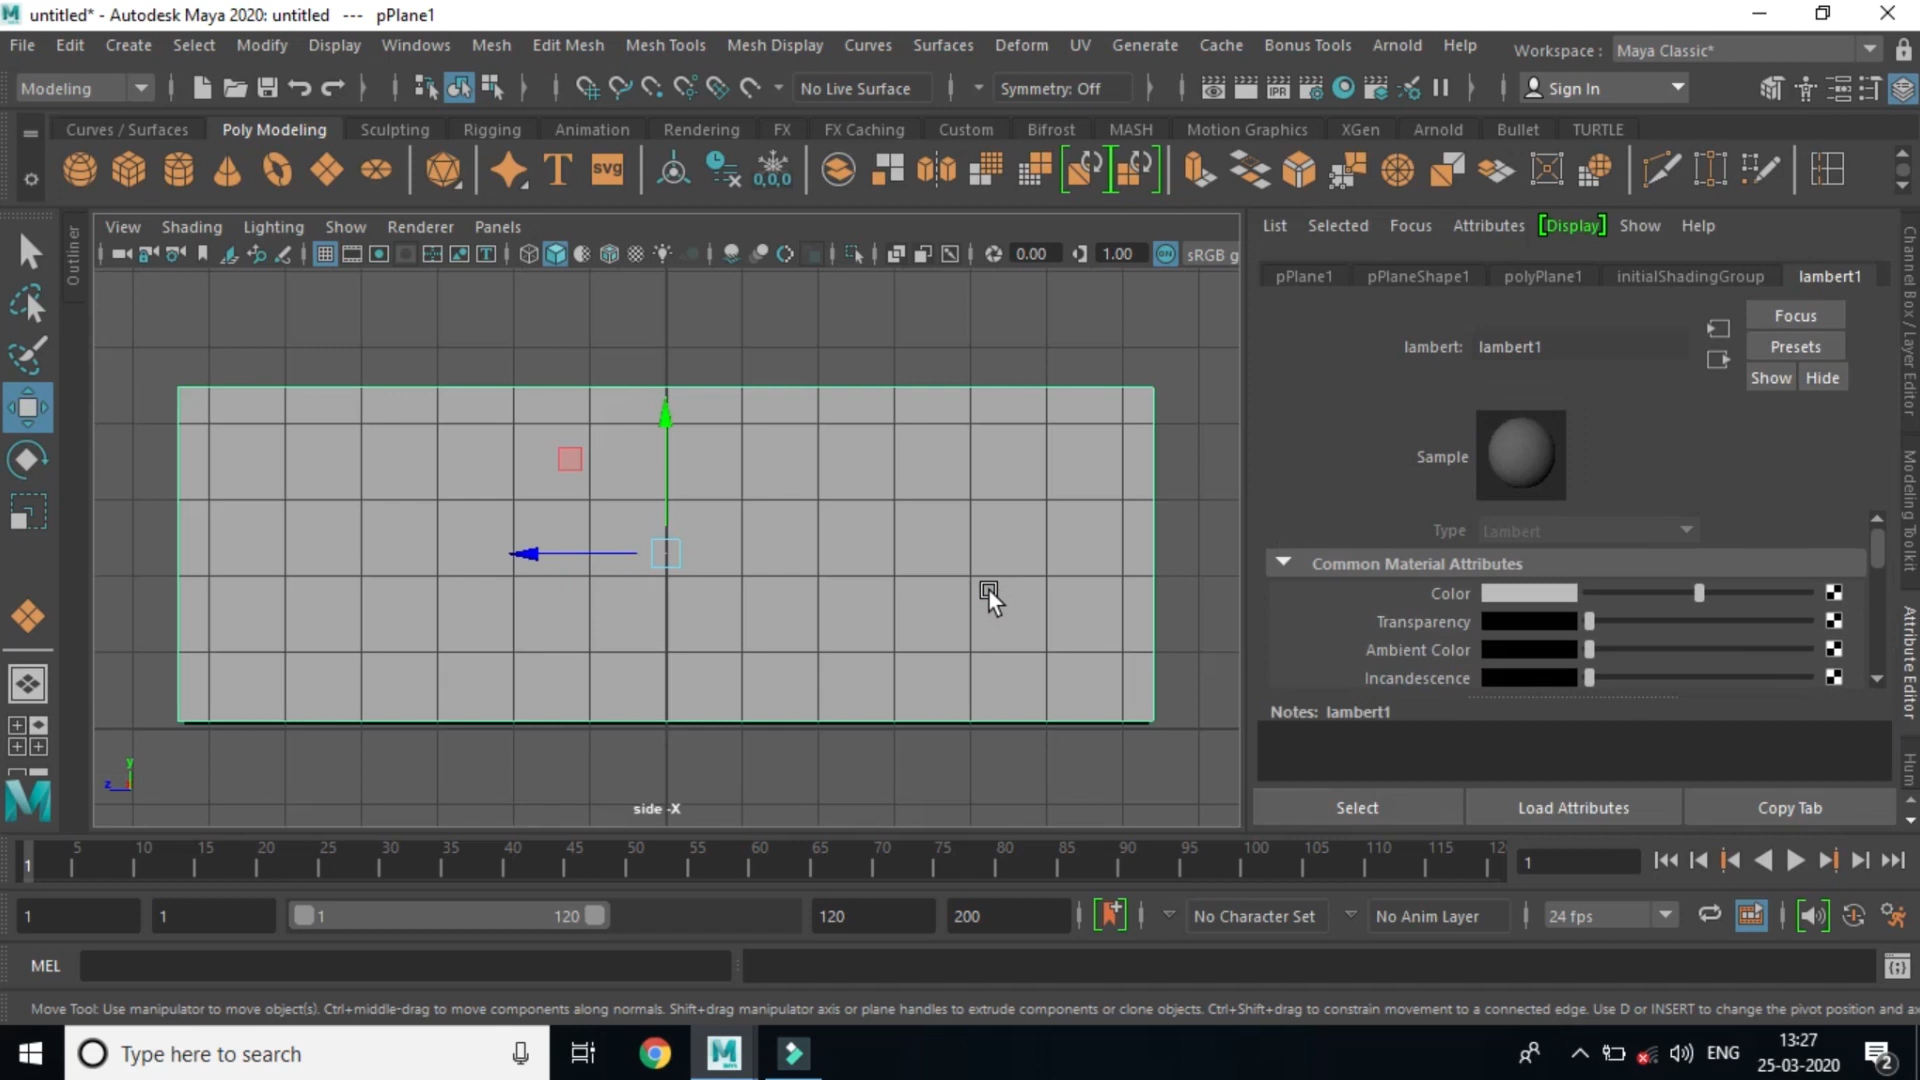 untitled* - Autodesk Maya 2020: untitled --- pPlane1
File Edit Create Select Modify Display Windows Mesh Edit Mesh Mesh Tools Mesh Display Curves Surfaces Deform UV Generate Cache Bonus Tools Arnold Help Workspace : Maya Classic*
Modeling No Live Surface Symmetry: Off IPR Sign In
Curves / Surfaces Poly Modeling Sculpting Rigging Animation Rendering FX FX Caching Custom Bifrost MASH Motion Graphics XGen Arnold Bullet TURTLE
T svg 0,0,0
View Shading Lighting Show Renderer Panels
0.00 1.00 ON sRGB g
Outliner
side -X
y
z
List Selected Focus Attributes Display Show Help
pPlane1 pPlaneShape1 polyPlane1 initialShadingGroup lambert1
lambert: lambert1
Focus
Presets
Show Hide
Sample
Type Lambert
Common Material Attributes
Color
Transparency
Ambient Color
Incandescence
Notes: lambert1
Select Load Attributes Copy Tab
Channel Box / Layer Editor
Modeling Toolkit
Attribute Editor
Hum
5 10 15 20 25 30 35 40 45 50 55 60 65 70 75 80 85 90 95 100 105 110 115 12
1 1
1 1 1 120 120 200 No Character Set No Anim Layer 24 fps
MEL
Move Tool: Use manipulator to move object(s). Ctrl+middle-drag to move components along normals. Shift+drag manipulator axis or plane handles to extrude components or clone objects. Ctrl+Shift+drag to constrain movement to a connected edge. Use D or INSERT to change the pivot position and ax
Type here to search ENG 13:27
25-03-2020
2